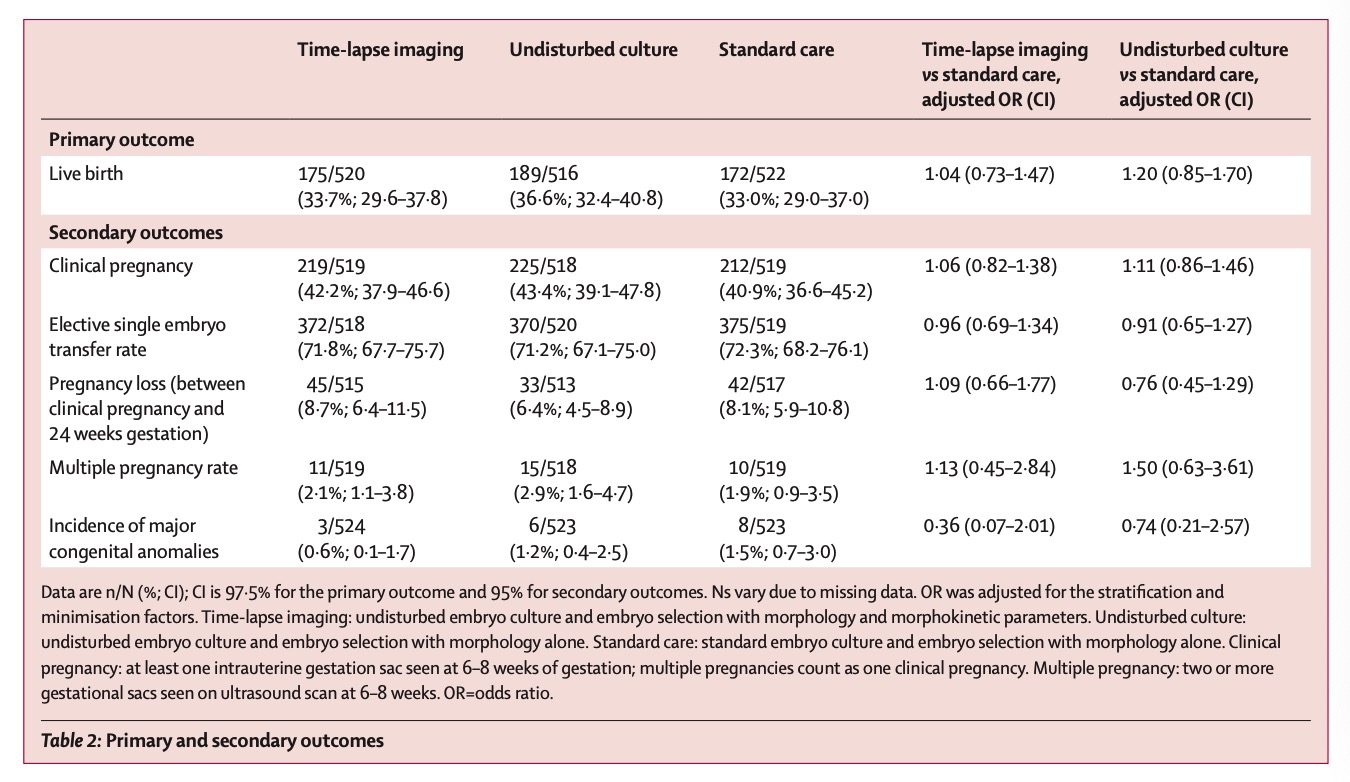 Time-lapse imaging Undisturbed culture Standard care Time-lapse imaging Undisturbed culture
vs standard care, vs standard care,
adjusted OR (CI) adjusted OR (CI)
Primary outcome
Live birth 175/520 189/516 172/522 1·04 (0·73–1·47) 1·20 (0·85–1·70)
(33·7%; 29·6–37·8) (36·6%; 32·4–40·8) (33·0%; 29·0–37·0)
Secondary outcomes
Clinical pregnancy 219/519 225/518 212/519 1·06 (0·82–1·38) 1·11 (0·86–1·46)
(42·2%; 37·9–46·6) (43·4%; 39·1–47·8) (40·9%; 36·6–45·2)
Elective single embryo 372/518 370/520 375/519 0·96 (0·69–1·34) 0·91 (0·65–1·27)
transfer rate (71·8%; 67·7–75·7) (71·2%; 67·1–75·0) (72·3%; 68·2–76·1)
Pregnancy loss (between 45/515 33/513 42/517 1·09 (0·66–1·77) 0·76 (0·45–1·29)
clinical pregnancy and (8·7%; 6·4–11·5) (6·4%; 4·5–8·9) (8·1%; 5·9–10·8)
24 weeks gestation)
Multiple pregnancy rate 11/519 15/518 10/519 1·13 (0·45–2·84) 1·50 (0·63–3·61)
(2·1%; 1·1–3·8) (2·9%; 1·6–4·7) (1·9%; 0·9–3·5)
Incidence of major 3/524 6/523 8/523 0·36 (0·07–2·01) 0·74 (0·21–2·57)
congenital anomalies (0·6%; 0·1–1·7) (1·2%; 0·4–2·5) (1·5%; 0·7–3·0)
Data are n/N (%; CI); CI is 97·5% for the primary outcome and 95% for secondary outcomes. Ns vary due to missing data. OR was adjusted for the stratification and
minimisation factors. Time-lapse imaging: undisturbed embryo culture and embryo selection with morphology and morphokinetic parameters. Undisturbed culture:
undisturbed embryo culture and embryo selection with morphology alone. Standard care: standard embryo culture and embryo selection with morphology alone. Clinical
pregnancy: at least one intrauterine gestation sac seen at 6–8 weeks of gestation; multiple pregnancies count as one clinical pregnancy. Multiple pregnancy: two or more
gestational sacs seen on ultrasound scan at 6–8 weeks. OR=odds ratio.
Table 2: Primary and secondary outcomes